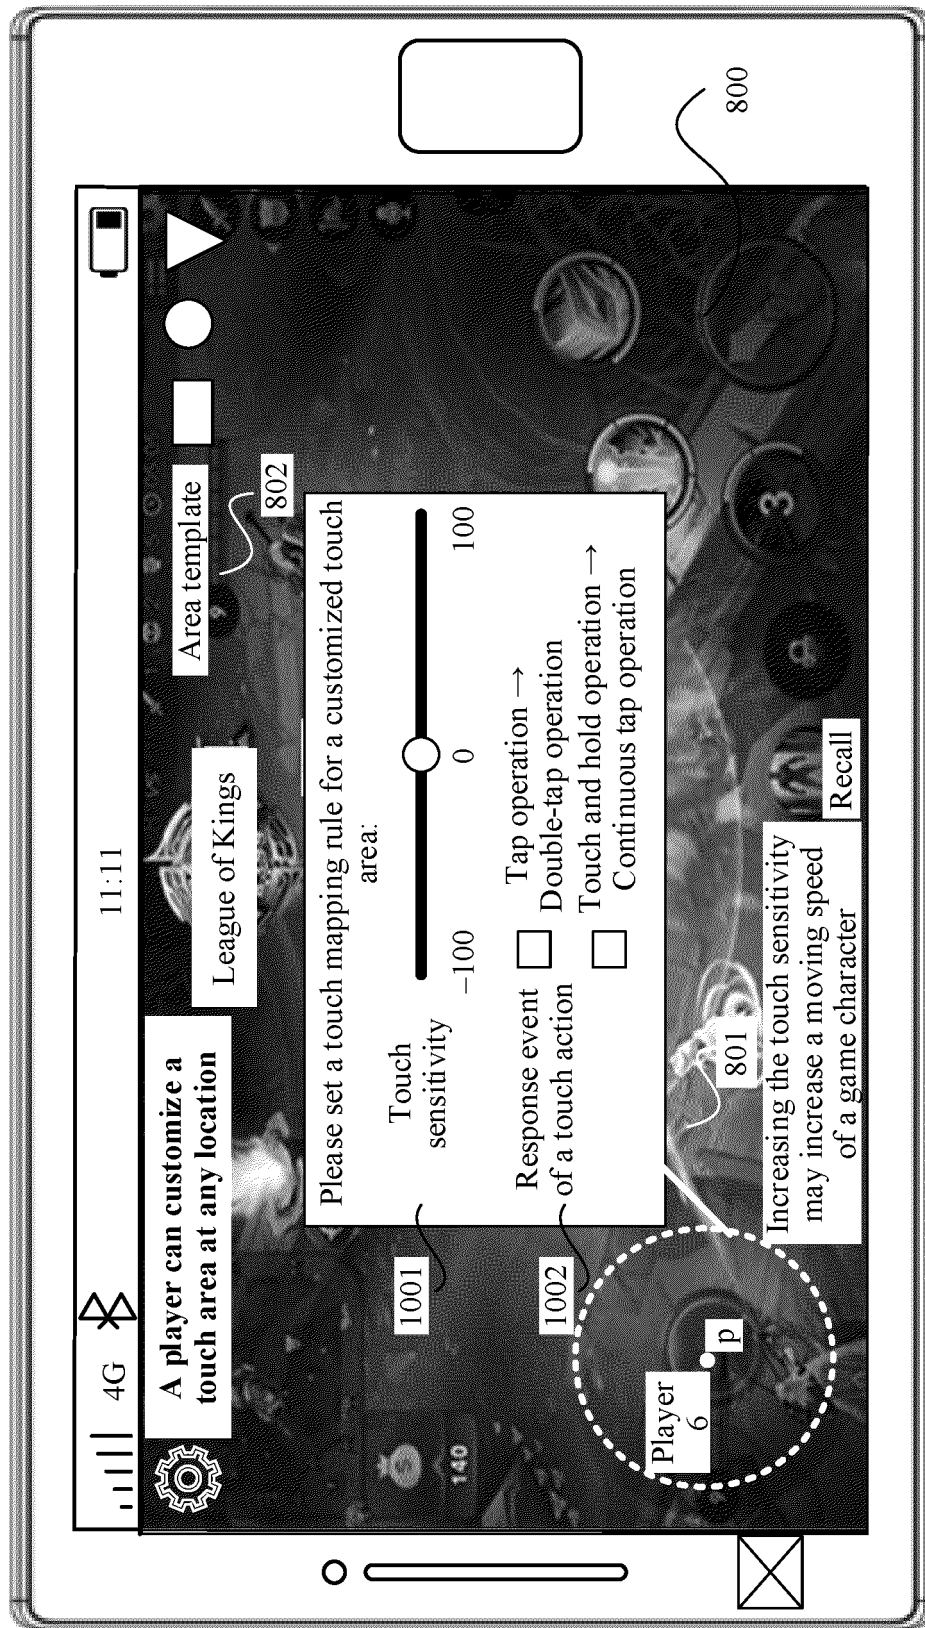 4G
11:11
A player can customize a
touch area at any location
League of Kings
Area template
802
Please set a touch mapping rule for a customized touch
area:
Touch
sensitivity
−100
0
100
1001
Response event
of a touch action
Tap operation →
Double-tap operation
Touch and hold operation →
Continuous tap operation
1002
140
Player
6
p
801
Increasing the touch sensitivity
may increase a moving speed
of a game character
Recall
3
800